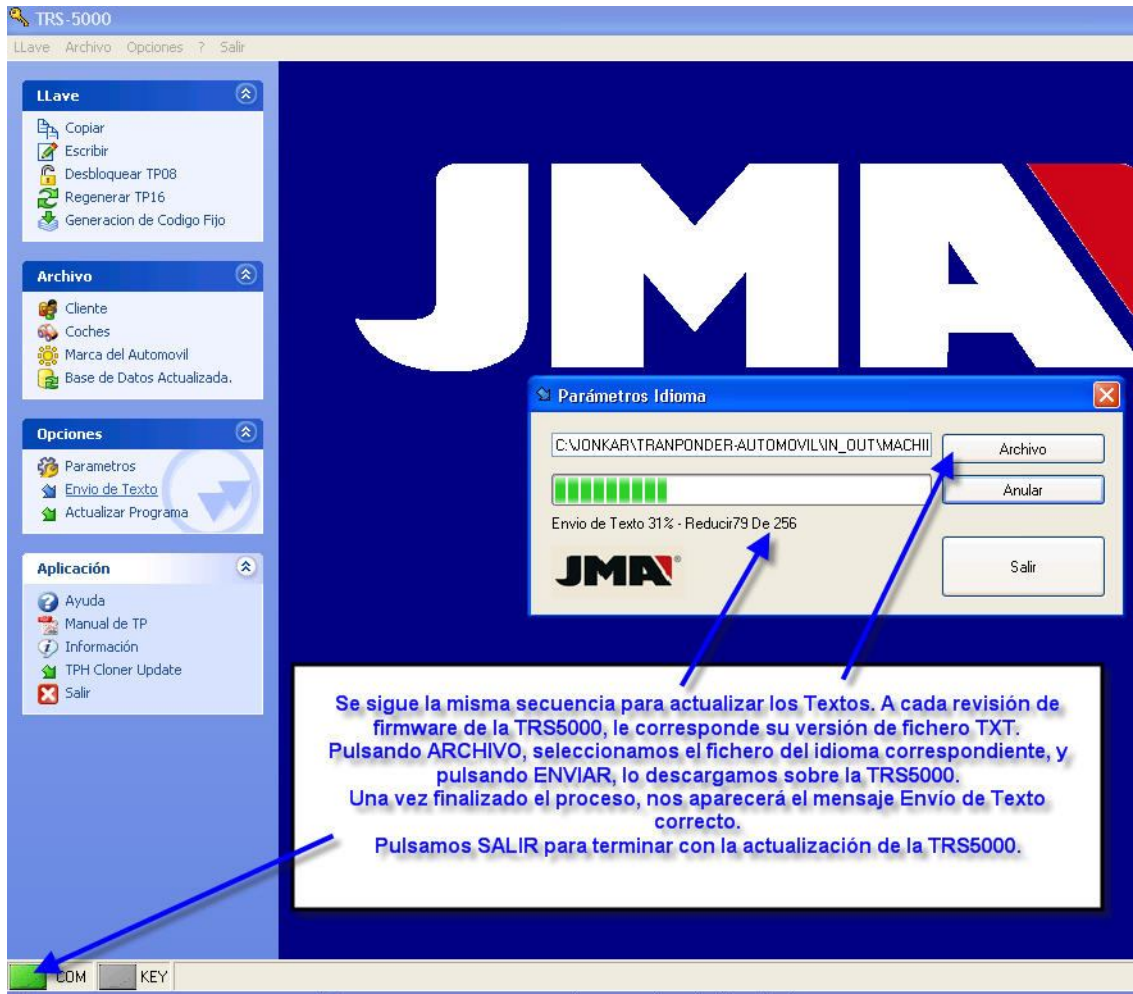 TRS-5000
LLave Archivo Opciones ? Salir
LLave
Copiar
Escribir
Desbloquear TP08
Regenerar TP16
Generacion de Codigo Fijo
Archivo
Cliente
Coches
Marca del Automovil
Base de Datos Actualizada.
Opciones
Parametros
Envio de Texto
Actualizar Programa
Aplicación
Ayuda
Manual de TP
Información
TPH Cloner Update
Salir
JMA
Parámetros Idioma
C:\JONKAR\TRANPONDER-AUTOMOVIL\IN_OUT\MACHII
Archivo
Anular
Envio de Texto 31% - Reducir79 De 256
JMA®
Salir
Se sigue la misma secuencia para actualizar los Textos. A cada revisión de
firmware de la TRS5000, le corresponde su versión de fichero TXT.
Pulsando ARCHIVO, seleccionamos el fichero del idioma correspondiente, y
pulsando ENVIAR, lo descargamos sobre la TRS5000.
Una vez finalizado el proceso, nos aparecerá el mensaje Envío de Texto
correcto.
Pulsamos SALIR para terminar con la actualización de la TRS5000.
COM KEY